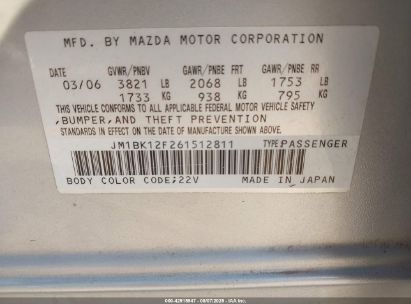 MFD. BY MAZDA MOTOR CORPORATION
DATE GVWR/PNBV GAWR/PNBE FRT GAWR/PNBE RR
03/06 3821 LB 2068 LB 1753 LB
1733 KG 938 KG 795 KG
THIS VEHICLE CONFORMS TO ALL APPLICABLE FEDERAL MOTOR VEHICLE SAFETY
,BUMPER,AND THEFT PREVENTION
STANDARDS IN EFFECT ON THE DATE OF MANUFACTURE SHOWN ABOVE.
JM1BK12F261512811 TYPE:PASSENGER
BODY COLOR CODE;22V MADE IN JAPAN